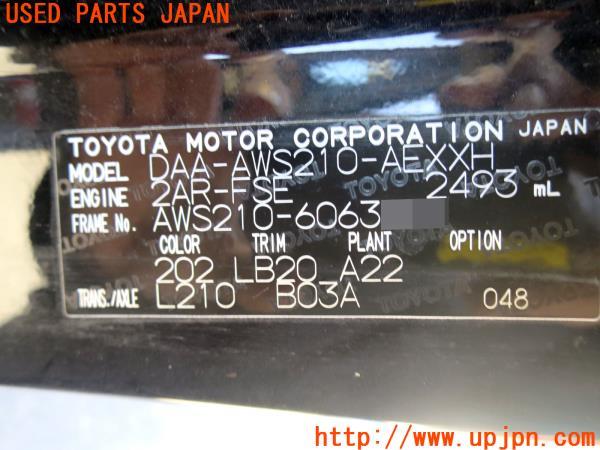 USED PARTS JAPAN
TOYOTA MOTOR CORPORATION JAPAN
MODEL DAA-AWS210-AEXXH
ENGINE 2AR-FSE 2493 mL
FRAME No. AWS210-6063
COLOR TRIM PLANT OPTION
202 LB20 A22
TRANS./AXLE L210 B03A 048
http://www.upjpn.com/